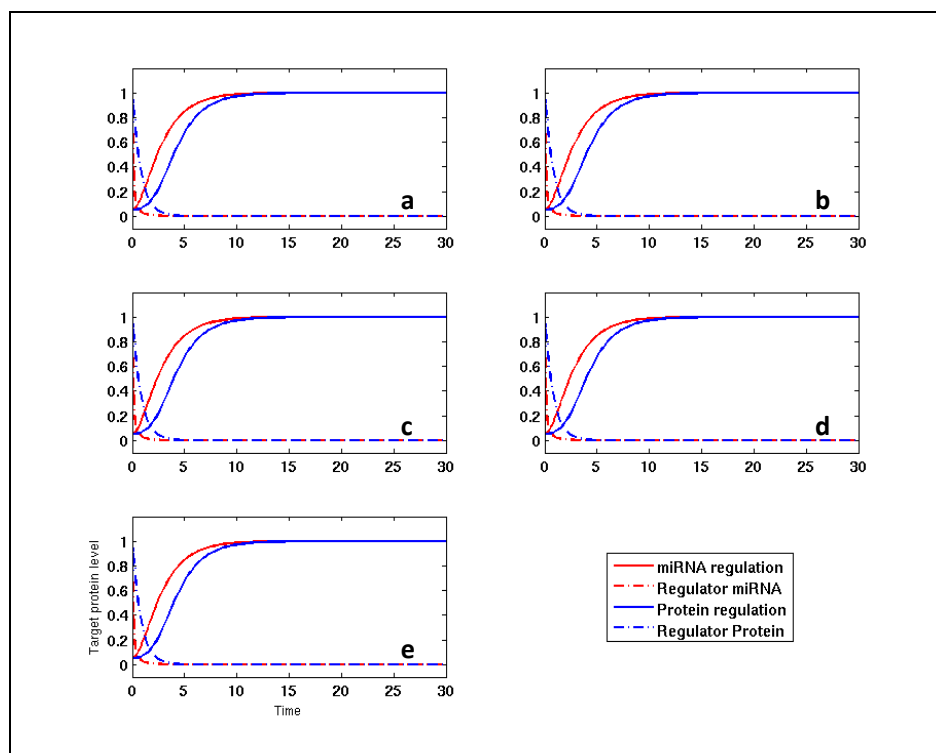 1
0.8
0.6
0.4
0.2
0
0 5 10 15 20 25 30
a
1
0.8
0.6
0.4
0.2
0
0 5 10 15 20 25 30
b
1
0.8
0.6
0.4
0.2
0
0 5 10 15 20 25 30
c
1
0.8
0.6
0.4
0.2
0
0 5 10 15 20 25 30
d
Target protein level
1
0.8
0.6
0.4
0.2
0
0 5 10 15 20 25 30
Time
e
miRNA regulation
Regulator miRNA
Protein regulation
Regulator Protein